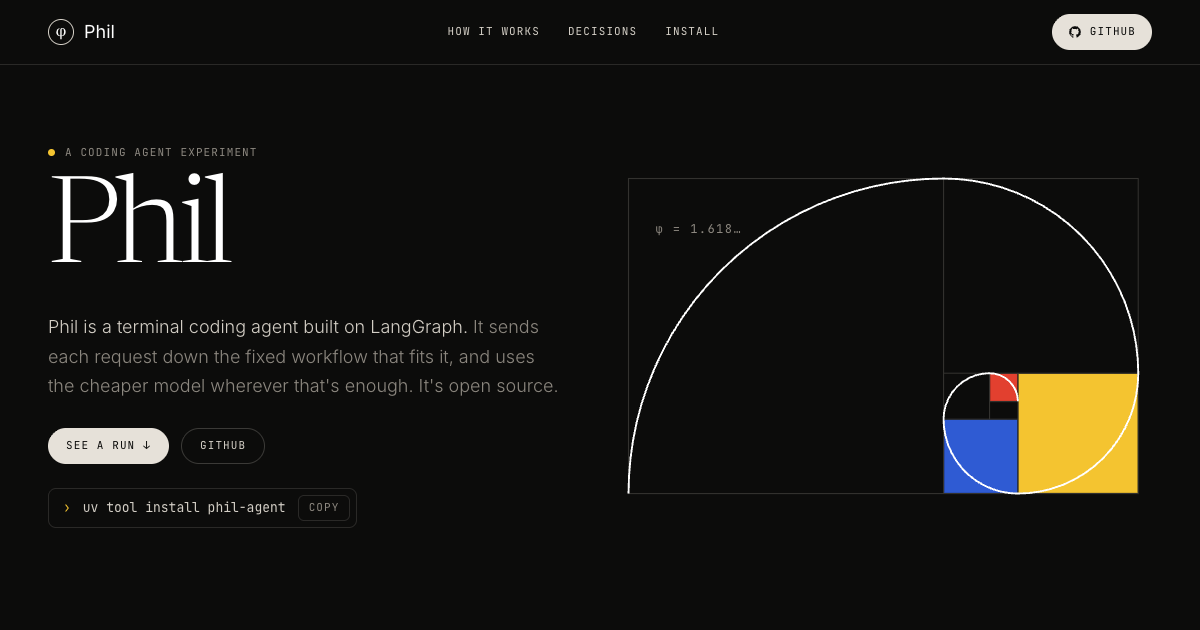 φ Phil
HOW IT WORKS DECISIONS INSTALL
GITHUB
A CODING AGENT EXPERIMENT
Phil
Phil is a terminal coding agent built on LangGraph. It sends
each request down the fixed workflow that fits it, and uses
the cheaper model wherever that's enough. It's open source.
SEE A RUN ↓ GITHUB
› uv tool install phil-agent COPY
φ = 1.618…